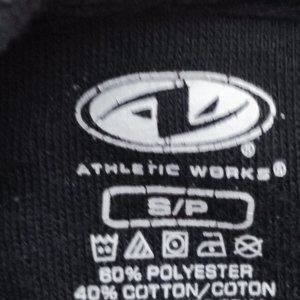 ®
ATHLETIC WORKS®
S/P
60% POLYESTER
40% COTTON/COTON